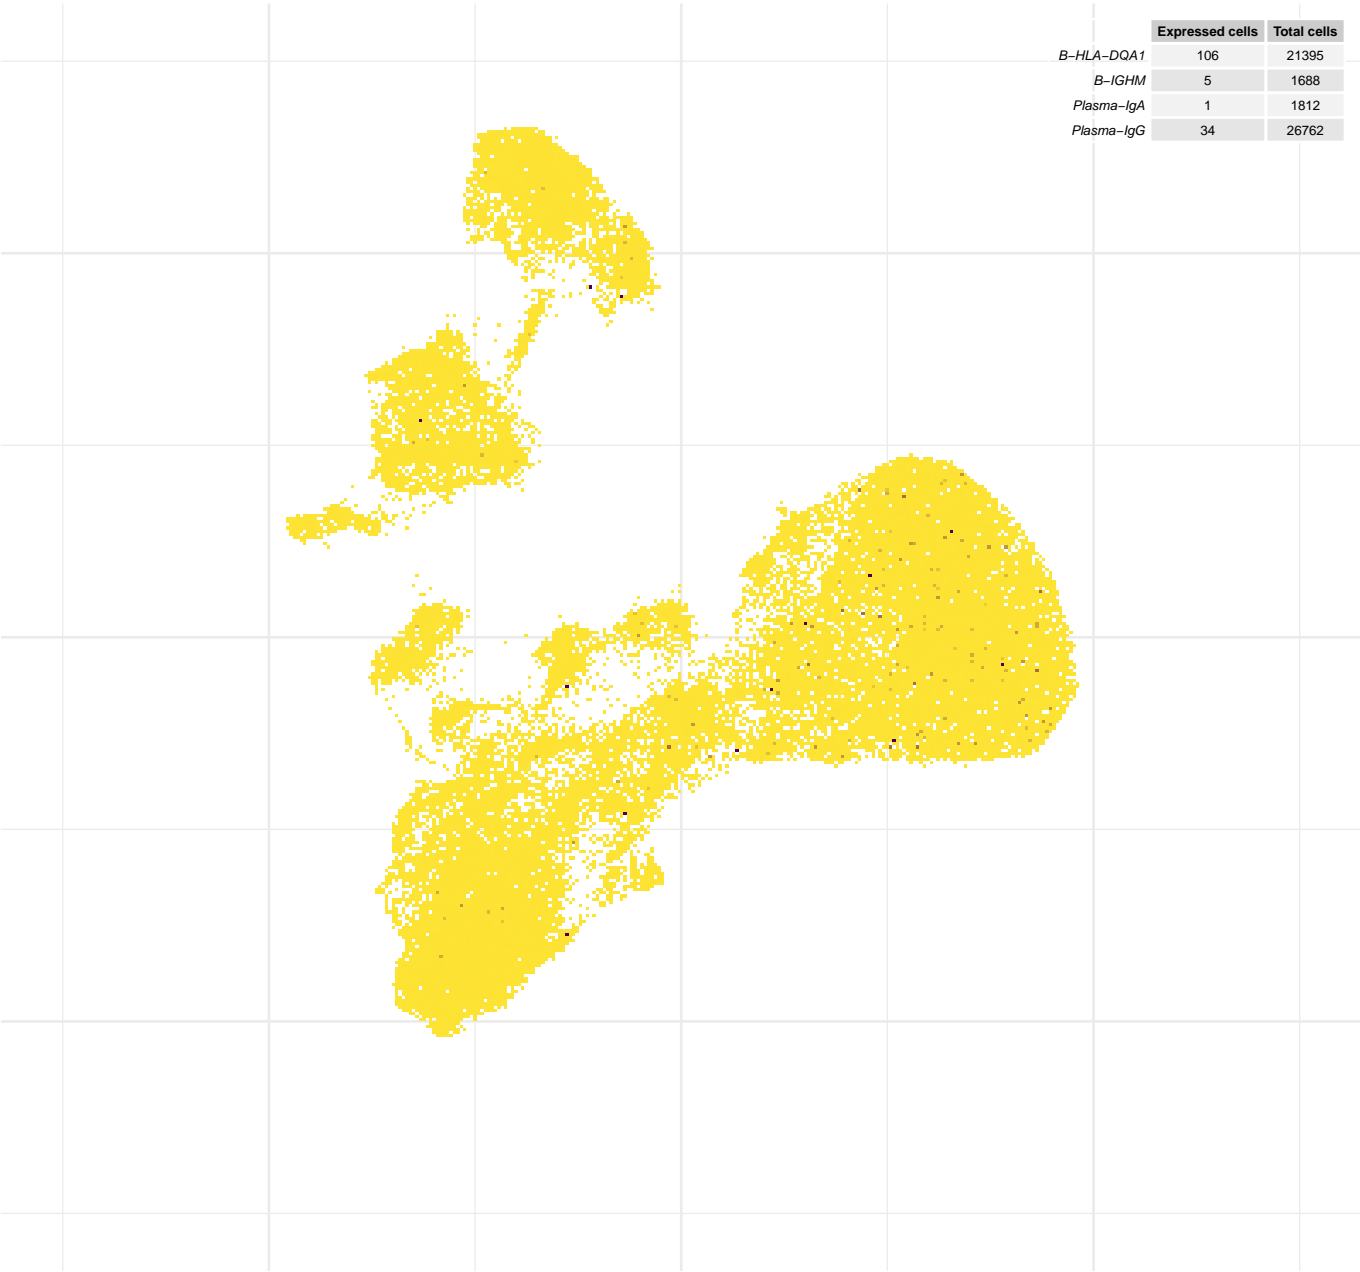 Expressed cells Total cells
B−HLA−DQA1 106 21395
B−IGHM 5 1688
Plasma−IgA 1 1812
Plasma−IgG 34 26762